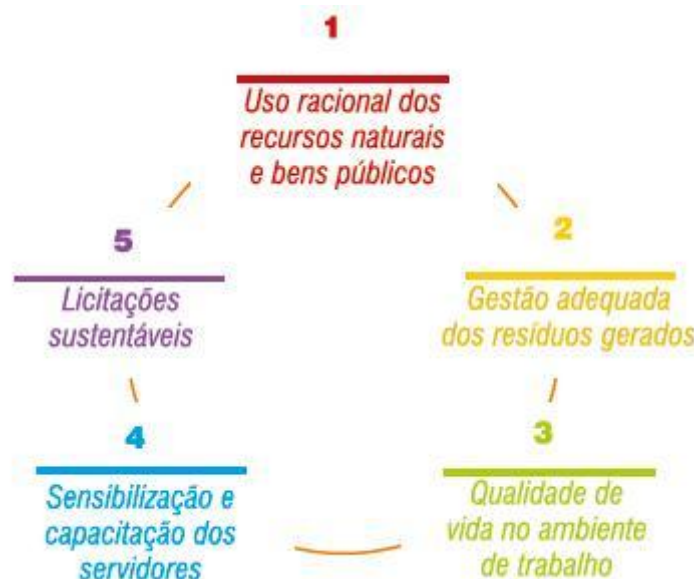 1
Uso racional dos
recursos naturais
e bens públicos
2
Gestão adequada
dos resíduos gerados
3
Qualidade de
vida no ambiente
de trabalho
4
Sensibilização e
capacitação dos
servidores
5
Licitações
sustentáveis